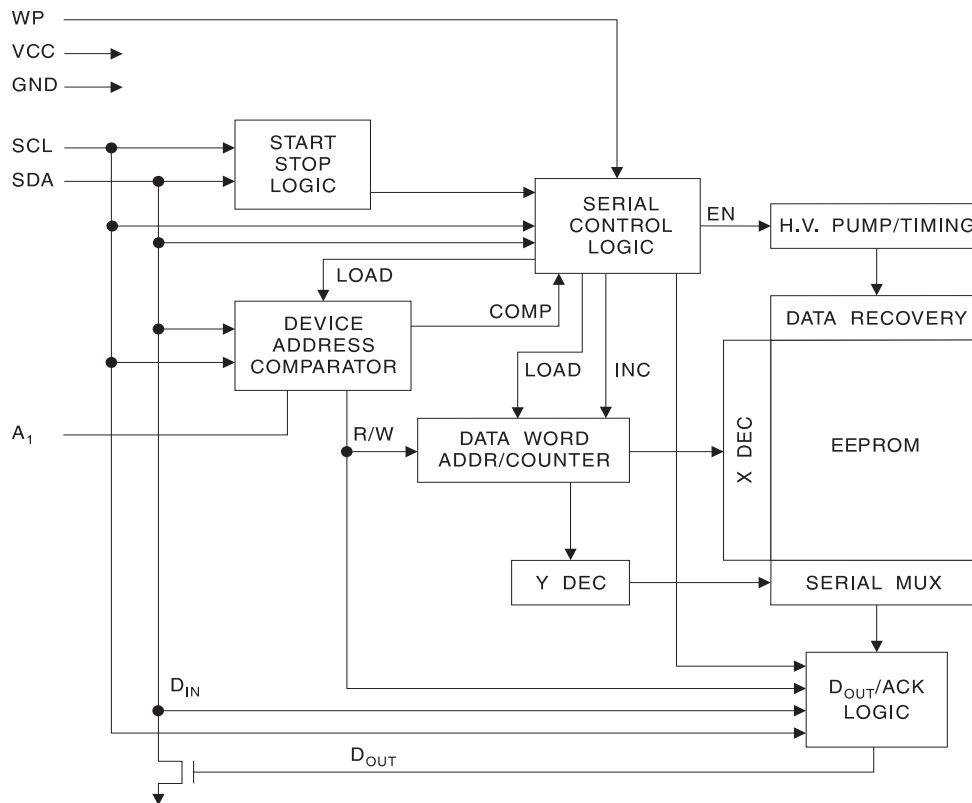 WP
VCC
GND
SCL
SDA
START
STOP
LOGIC
SERIAL
CONTROL
LOGIC
EN
H.V. PUMP/TIMING
LOAD
COMP
DEVICE
ADDRESS
COMPARATOR
DATA RECOVERY
LOAD
INC
A1
R/W
DATA WORD
ADDR/COUNTER
X DEC
EEPROM
Y DEC
SERIAL MUX
DIN
DOUT/ACK
LOGIC
DOUT